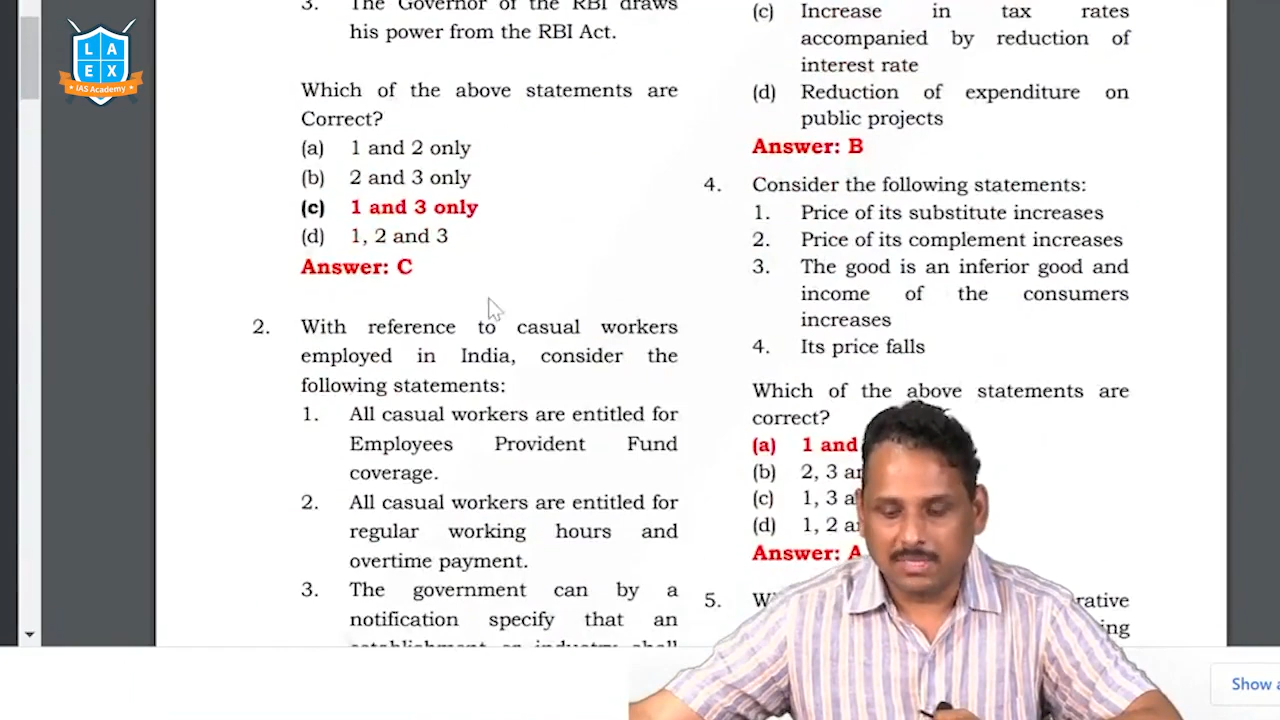 L A
E X
IAS Academy
3. The Governor of the RBI draws
his power from the RBI Act.
Which of the above statements are
Correct?
(a) 1 and 2 only
(b) 2 and 3 only
(c) 1 and 3 only
(d) 1, 2 and 3
Answer: C
2. With reference to casual workers
employed in India, consider the
following statements:
1. All casual workers are entitled for
Employees Provident Fund
coverage.
2. All casual workers are entitled for
regular working hours and
overtime payment.
3. The government can by a
notification specify that an
establishment or industry shall
(c) Increase in tax rates
accompanied by reduction of
interest rate
(d) Reduction of expenditure on
public projects
Answer: B
4. Consider the following statements:
1. Price of its substitute increases
2. Price of its complement increases
3. The good is an inferior good and
income of the consumers
increases
4. Its price falls
Which of the above statements are
correct?
(a) 1 and
(b) 2, 3
(c) 1, 3
(d) 1, 2
Answer: A
5.
Show